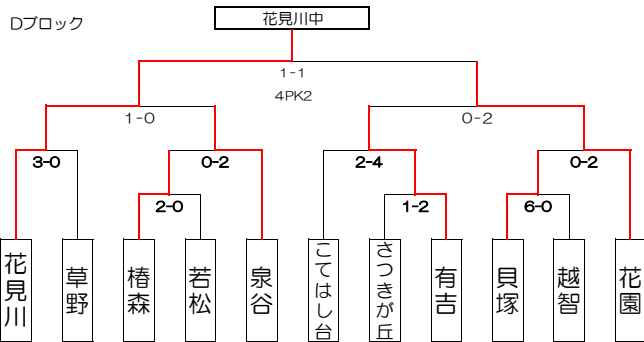 Dブロック
花見川中
1-1
4PK2
1-0
0-2
3-0
0-2
2-4
0-2
2-0
1-2
6-0
花見川
草野
椿森
若松
泉谷
こてはし台
さつきが丘
有吉
貝塚
越智
花園